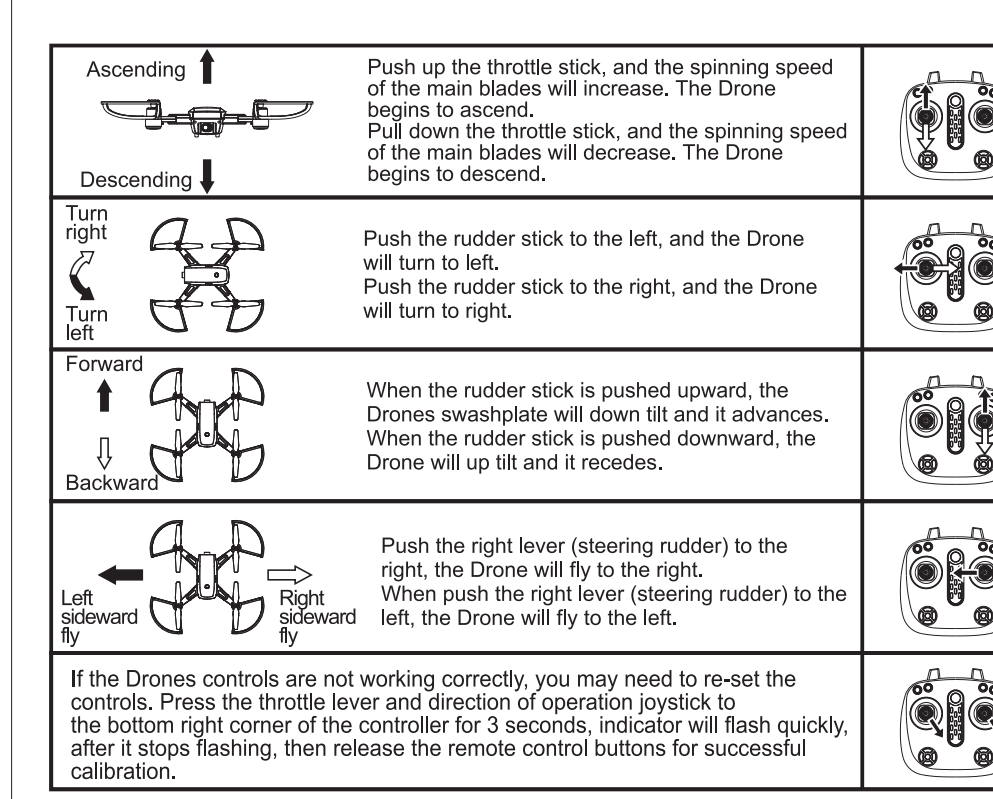 Ascending
Push up the throttle stick, and the spinning speed
of the main blades will increase. The Drone
begins to ascend.
Pull down the throttle stick, and the spinning speed
of the main blades will decrease. The Drone
begins to descend.
Descending
Turn
right
Turn
left
Push the rudder stick to the left, and the Drone
will turn to left.
Push the rudder stick to the right, and the Drone
will turn to right.
Forward
Backward
When the rudder stick is pushed upward, the
Drones swashplate will down tilt and it advances.
When the rudder stick is pushed downward, the
Drone will up tilt and it recedes.
Left
sideward
fly
Right
sideward
fly
Push the right lever (steering rudder) to the
right, the Drone will fly to the right.
When push the right lever (steering rudder) to the
left, the Drone will fly to the left.
If the Drones controls are not working correctly, you may need to re-set the
controls. Press the throttle lever and direction of operation joystick to
the bottom right corner of the controller for 3 seconds, indicator will flash quickly,
after it stops flashing, then release the remote control buttons for successful
calibration.